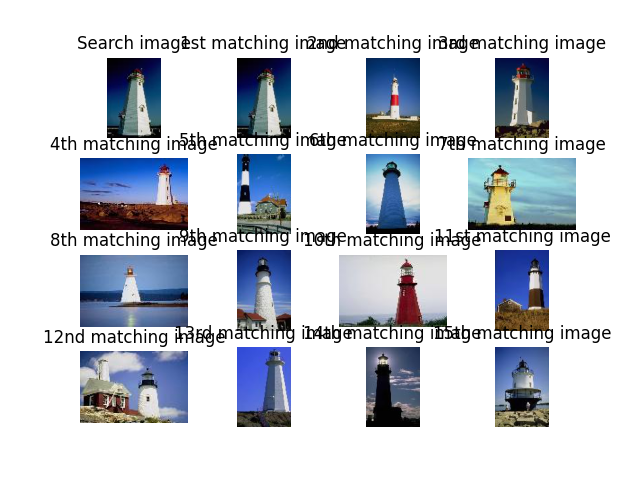 Search image
1st matching image
2nd matching image
3rd matching image
4th matching image
5th matching image
6th matching image
7th matching image
8th matching image
9th matching image
10th matching image
11st matching image
12nd matching image
13rd matching image
14th matching image
15th matching image